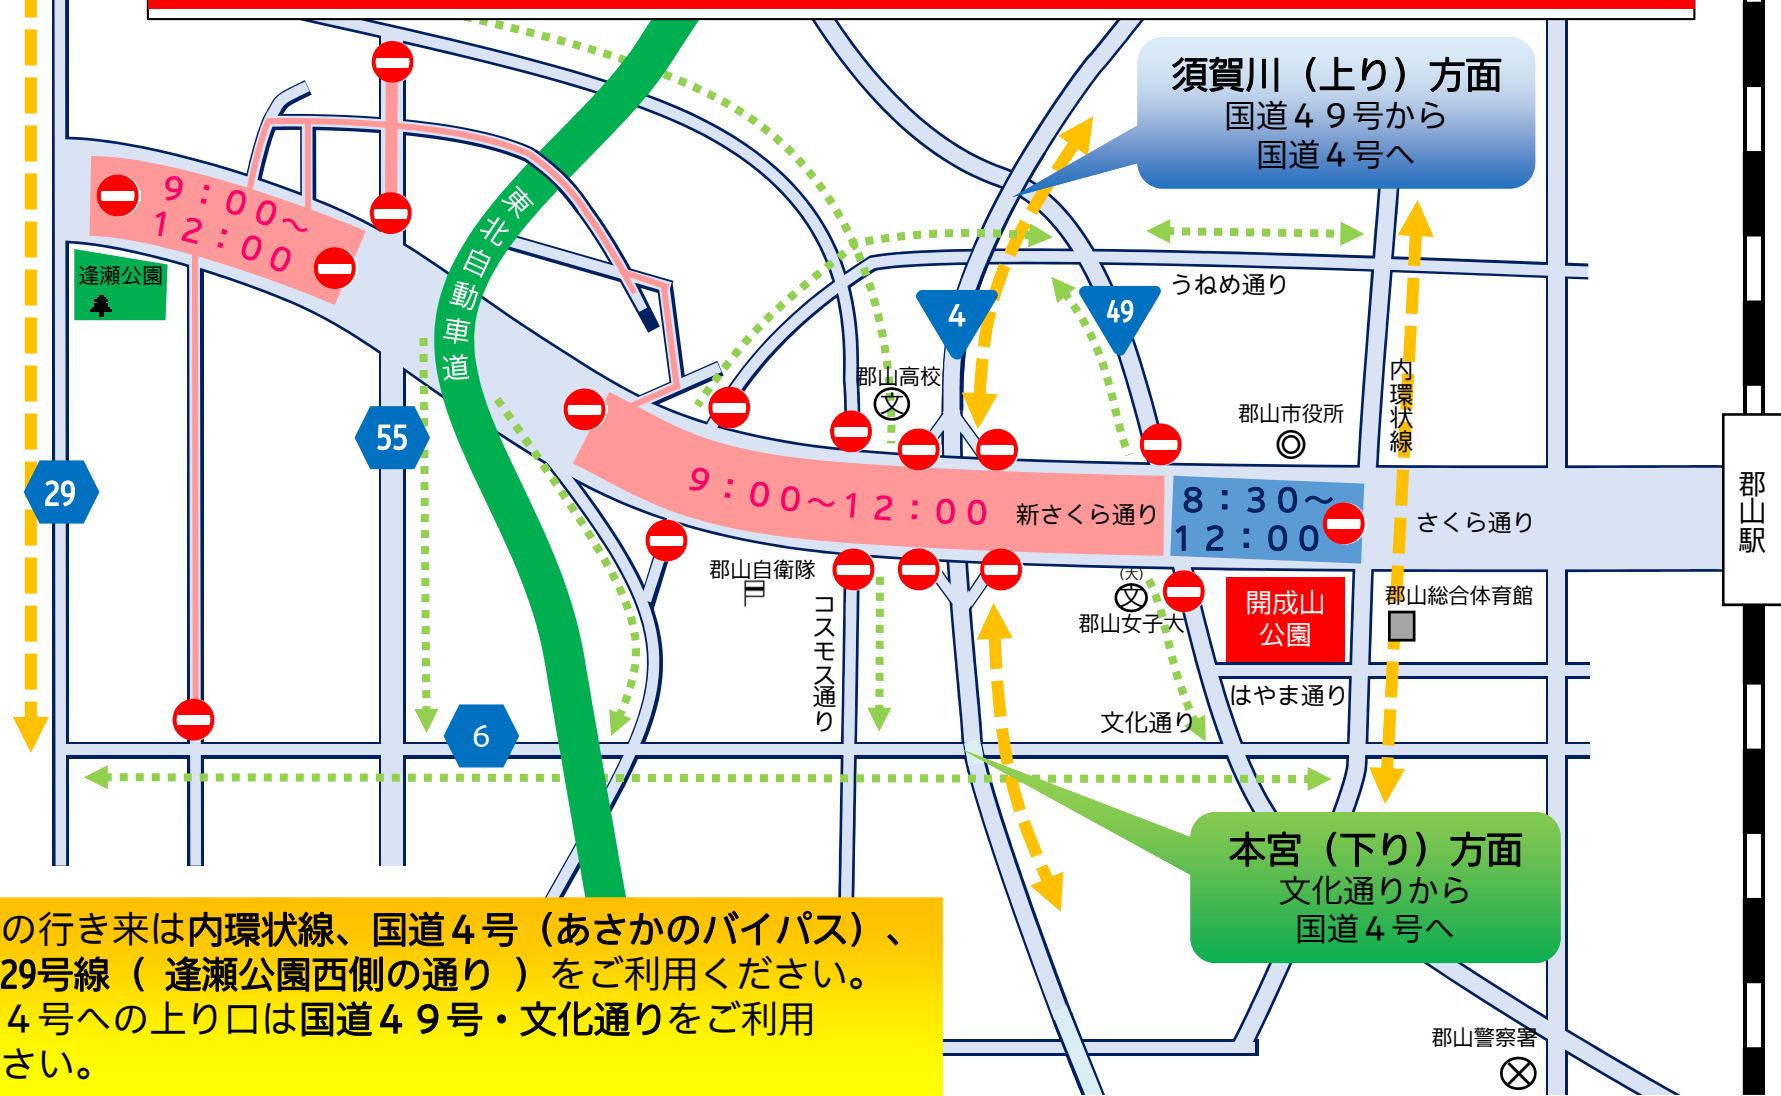 須賀川（上り）方面
国道４９号から
国道４号へ
９：００～
１２：００
逢瀬公園
東北自動車道
うねめ通り
4
49
内環状線
郡山高校
文
郡山市役所
55
29
９：００～１２：００
新さくら通り
８：３０～
１２：００
さくら通り
郡山駅
郡山自衛隊
コスモス通り
(大)
文
郡山女子大
開成山
公園
郡山総合体育館
はやま通り
文化通り
6
本宮（下り）方面
文化通りから
国道４号へ
の行き来は内環状線、国道４号（あさかのバイパス）、
29号線（ 逢瀬公園西側の通り ）をご利用ください。
４号への上り口は国道４９号・文化通りをご利用
さい。
郡山警察署